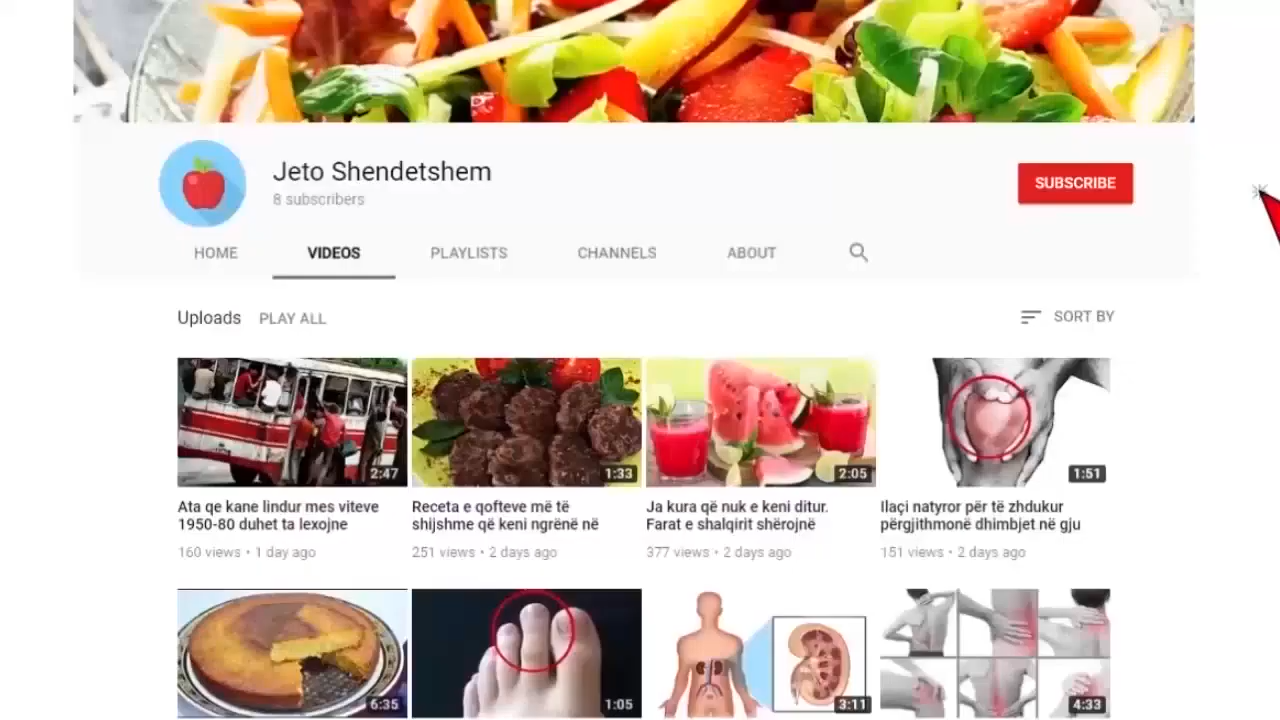 Jeto Shendetshem
8 subscribers
SUBSCRIBE
HOME VIDEOS PLAYLISTS CHANNELS ABOUT
Uploads PLAY ALL SORT BY
2:47 1:33 2:05 1:51
Ata qe kane lindur mes viteve
1950-80 duhet ta lexojne
160 views • 1 day ago
Receta e qofteve më të
shijshme që keni ngrënë në
251 views • 2 days ago
Ja kura që nuk e keni ditur.
Farat e shalqirit shërojnë
377 views • 2 days ago
Ilaçi natyror për të zhdukur
përgjithmonë dhimbjet në gju
151 views • 2 days ago
6:35 1:05 3:11 4:33